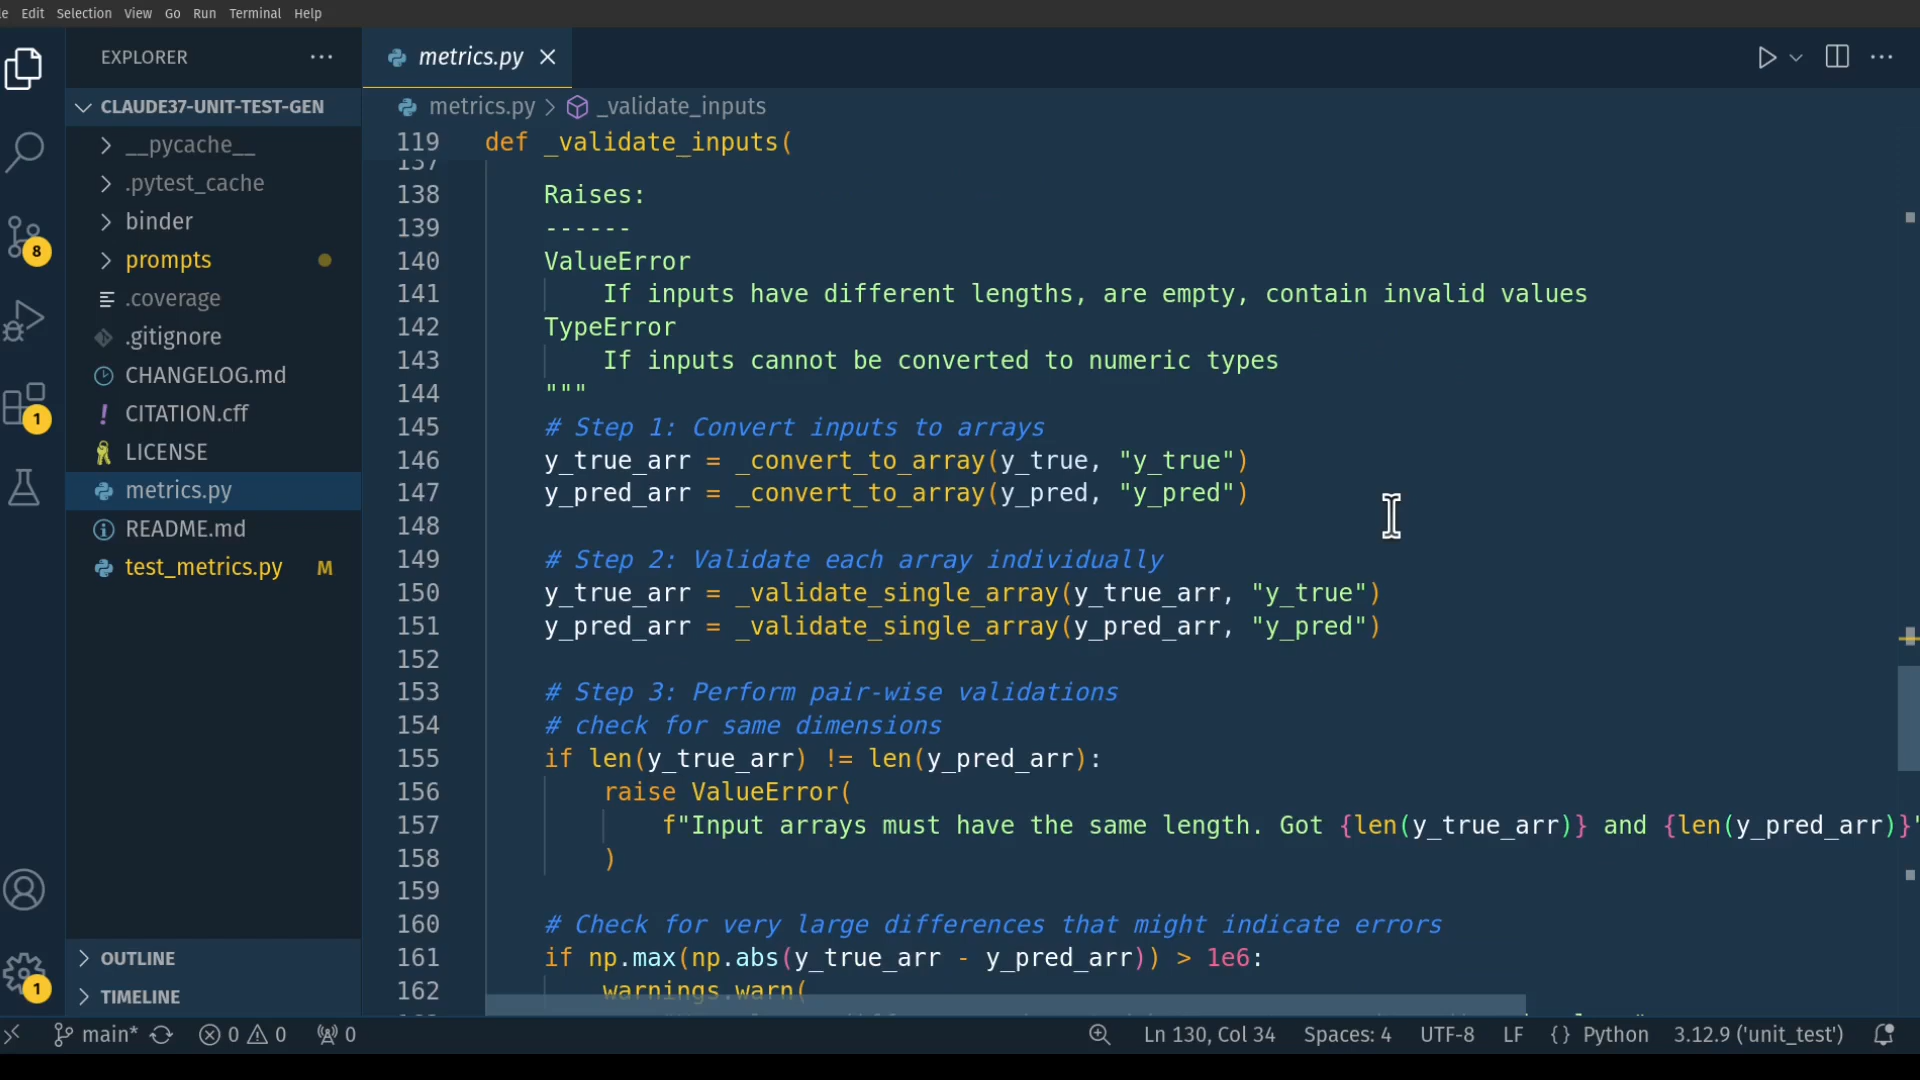 Edit Selection View Go Run Terminal Help
EXPLORER
metrics.py
CLAUDE37-UNIT-TEST-GEN
__pycache__
.pytest_cache
binder
prompts
.coverage
.gitignore
CHANGELOG.md
! CITATION.cff
LICENSE
metrics.py
README.md
test_metrics.py M
OUTLINE
TIMELINE
8
1
1
metrics.py > _validate_inputs
119 def _validate_inputs(
137
138 Raises:
139 ------
140 ValueError
141 If inputs have different lengths, are empty, contain invalid values
142 TypeError
143 If inputs cannot be converted to numeric types
144 """
145 # Step 1: Convert inputs to arrays
146 y_true_arr = _convert_to_array(y_true, "y_true")
147 y_pred_arr = _convert_to_array(y_pred, "y_pred")
148
149 # Step 2: Validate each array individually
150 y_true_arr = _validate_single_array(y_true_arr, "y_true")
151 y_pred_arr = _validate_single_array(y_pred_arr, "y_pred")
152
153 # Step 3: Perform pair-wise validations
154 # check for same dimensions
155 if len(y_true_arr) != len(y_pred_arr):
156 raise ValueError(
157 f"Input arrays must have the same length. Got {len(y_true_arr)} and {len(y_pred_arr)}"
158 )
159
160 # Check for very large differences that might indicate errors
161 if np.max(np.abs(y_true_arr - y_pred_arr)) > 1e6:
162 warnings.warn(
main* 0 0 0 Ln 130, Col 34 Spaces: 4 UTF-8 LF {} Python 3.12.9 ('unit_test')